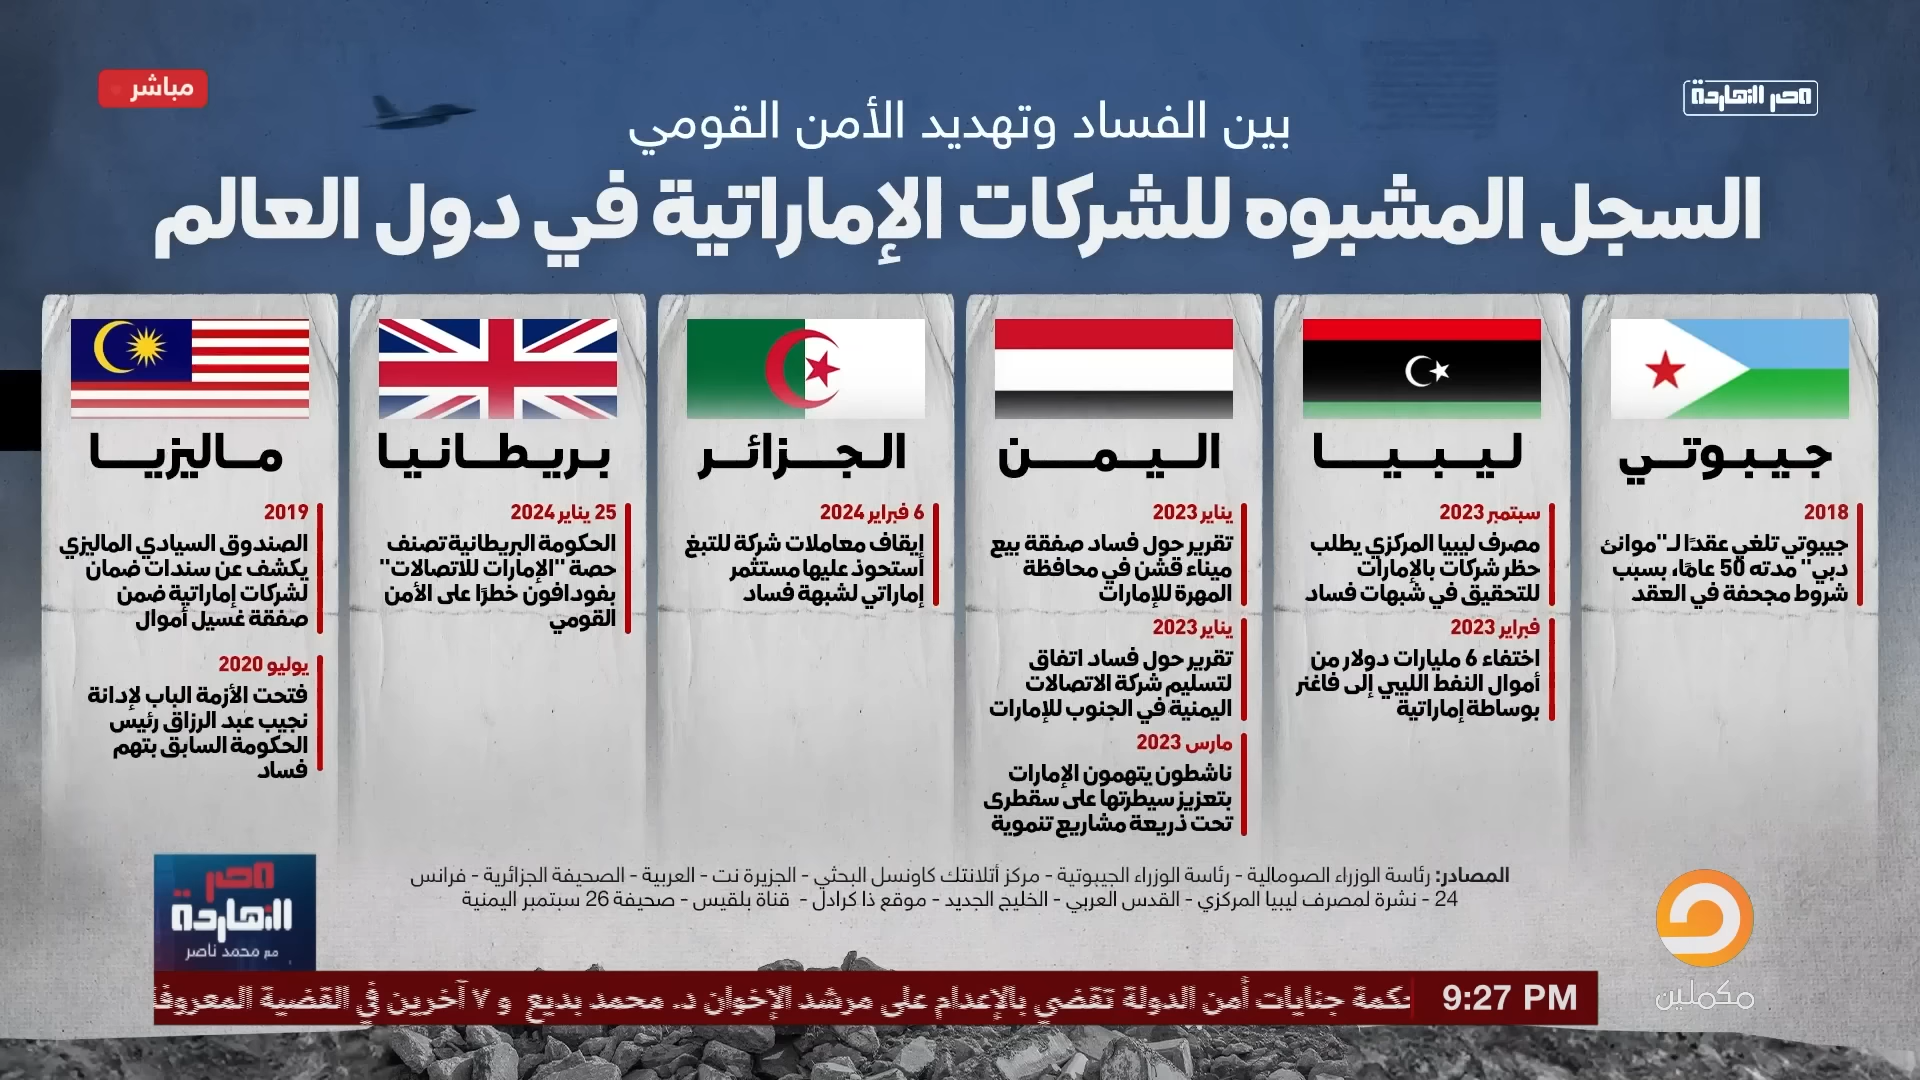 مباشر
مصر النهاردة
بين الفساد وتهديد الأمن القومي
السجل المشبوه للشركات الإماراتية في دول العالم
جيبوتي
2018
جيبوتي تلغي عقدًا لـ"موانئ
دبي" مدته 50 عامًا، بسبب
شروط مجحفة في العقد
ليبيا
سبتمبر 2023
مصرف ليبيا المركزي يطلب
حظر شركات بالإمارات
للتحقيق في شبهات فساد
فبراير 2023
اختفاء 6 مليارات دولار من
أموال النفط الليبي إلى فاغنر
بوساطة إماراتية
اليمن
يناير 2023
تقرير حول فساد صفقة بيع
ميناء قشن في محافظة
المهرة للإمارات
يناير 2023
تقرير حول فساد اتفاق
لتسليم شركة الاتصالات
اليمنية في الجنوب للإمارات
مارس 2023
ناشطون يتهمون الإمارات
بتعزيز سيطرتها على سقطرى
تحت ذريعة مشاريع تنموية
الجزائر
6 فبراير 2024
إيقاف معاملات شركة للتبغ
استحوذ عليها مستثمر
إماراتي لشبهة فساد
بريطانيا
25 يناير 2024
الحكومة البريطانية تصنف
حصة "الإمارات للاتصالات"
بفودافون خطرًا على الأمن
القومي
ماليزيا
2019
الصندوق السيادي الماليزي
يكشف عن سندات ضمان
لشركات إماراتية ضمن
صفقة غسيل أموال
يوليو 2020
فتحت الأزمة الباب لإدانة
نجيب عبد الرزاق رئيس
الحكومة السابق بتهم
فساد
المصادر: رئاسة الوزراء الصومالية - رئاسة الوزراء الجيبوتية - مركز أتلانتك كاونسل البحثي - الجزيرة نت - العربية - الصحيفة الجزائرية - فرانس
24 - نشرة لمصرف ليبيا المركزي - القدس العربي - الخليج الجديد - موقع ذا كرادل - قناة بلقيس - صحيفة 26 سبتمبر اليمنية
مصر
النهاردة
مع محمد ناصر
مكملين
9:27 PM
حكمة جنايات أمن الدولة تقضي بالإعدام على مرشد الإخوان د. محمد بديع و ٧ آخرين في القضية المعروفة